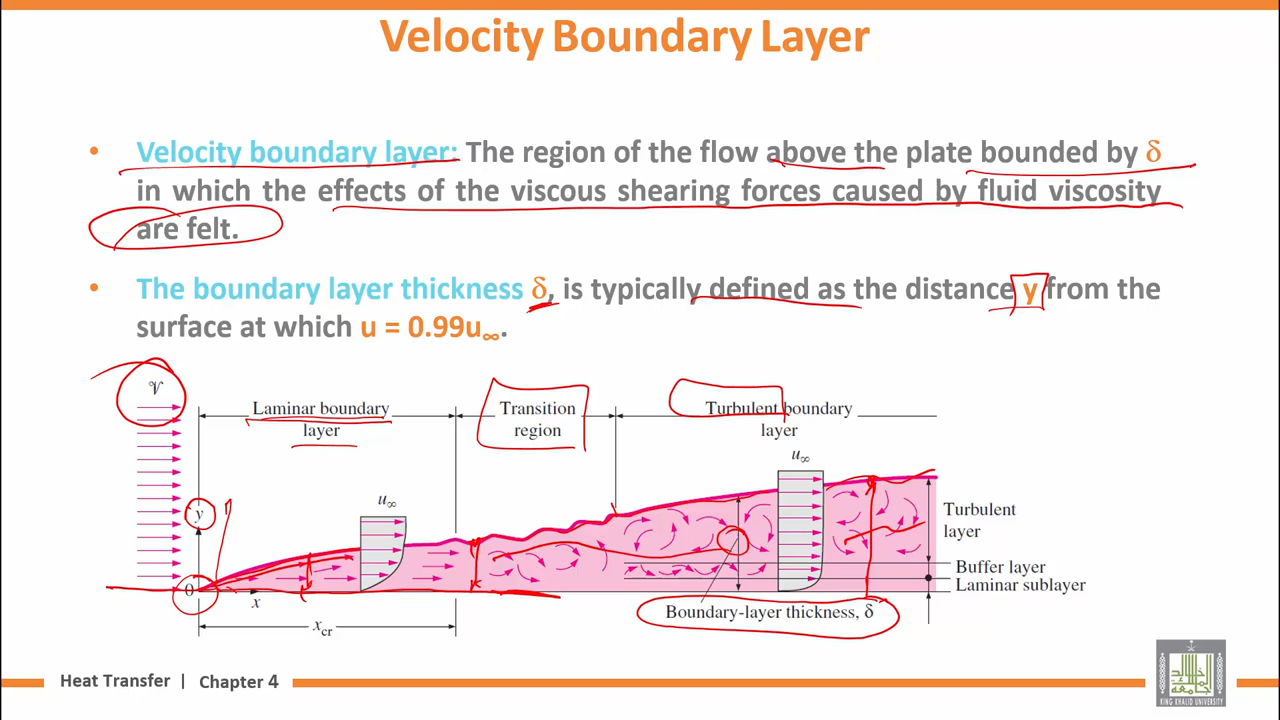 Velocity Boundary Layer
• Velocity boundary layer: The region of the flow above the plate bounded by δ
in which the effects of the viscous shearing forces caused by fluid viscosity
are felt.
• The boundary layer thickness δ, is typically defined as the distance y from the
surface at which u = 0.99u∞.
𝒱
Laminar boundary
layer
Transition
region
Turbulent boundary
layer
u∞
u∞
y
Turbulent
layer
Buffer layer
Laminar sublayer
0
x
Boundary-layer thickness, δ
xcr
Heat Transfer | Chapter 4
KING KHALID UNIVERSITY